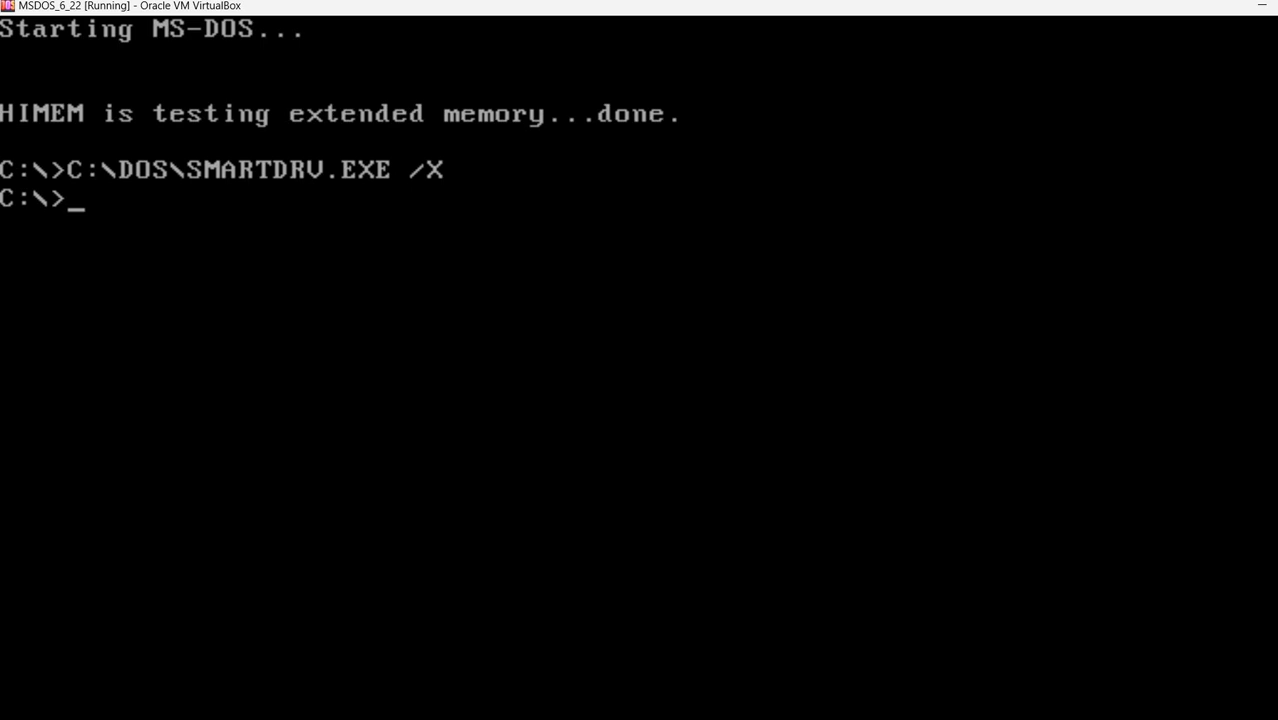 MSDOS_6_22 [Running] - Oracle VM VirtualBox
Starting MS-DOS...
HIMEM is testing extended memory...done.
C:\>C:\DOS\SMARTDRV.EXE /X
C:\>_